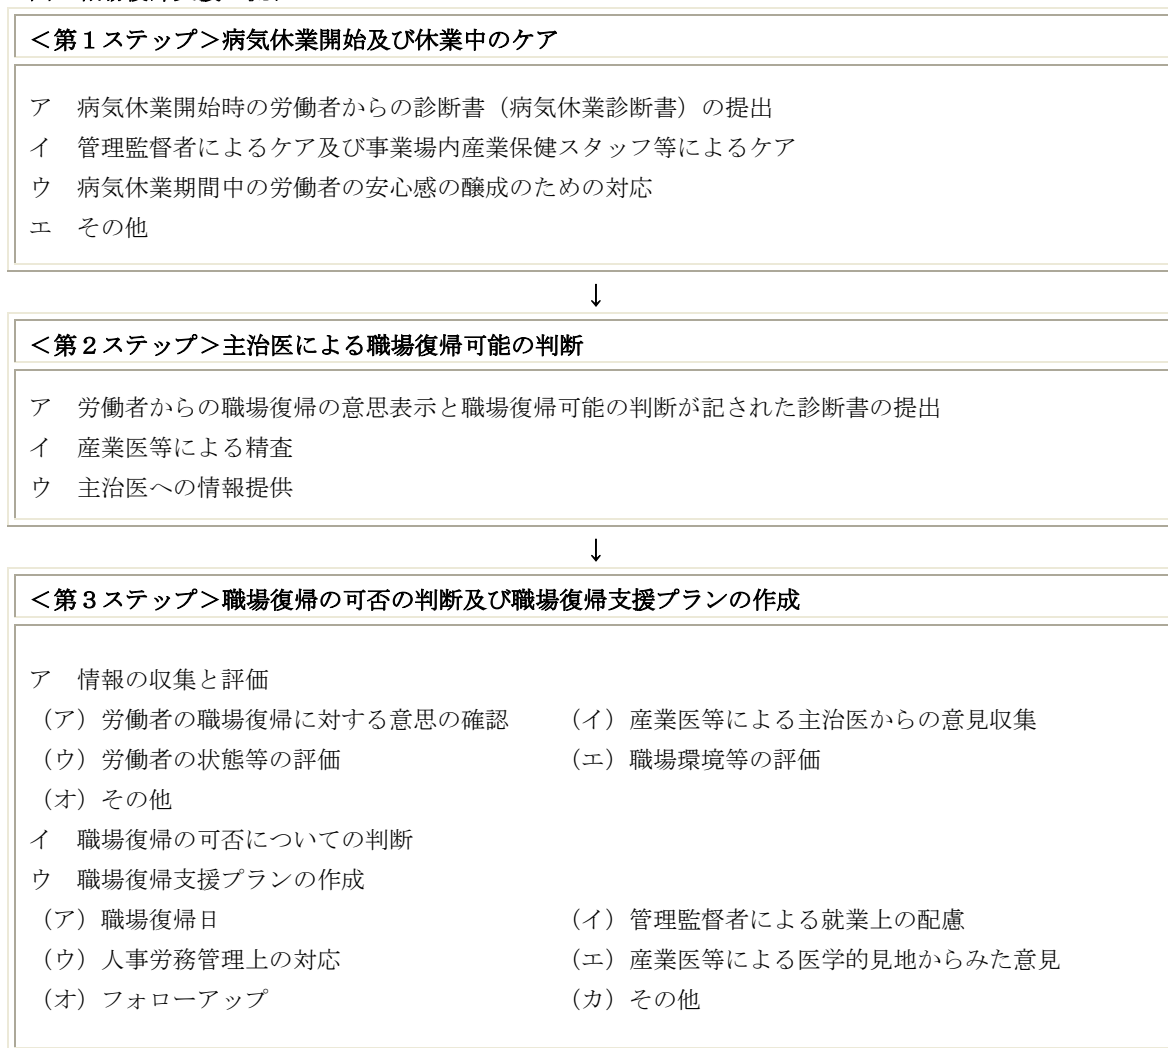 ＜第１ステップ＞病気休業開始及び休業中のケア
ア　病気休業開始時の労働者からの診断書（病気休業診断書）の提出
イ　管理監督者によるケア及び事業場内産業保健スタッフ等によるケア
ウ　病気休業期間中の労働者の安心感の醸成のための対応
エ　その他
↓
＜第２ステップ＞主治医による職場復帰可能の判断
ア　労働者からの職場復帰の意思表示と職場復帰可能の判断が記された診断書の提出
イ　産業医等による精査
ウ　主治医への情報提供
↓
＜第３ステップ＞職場復帰の可否の判断及び職場復帰支援プランの作成
ア　情報の収集と評価
（ア）労働者の職場復帰に対する意思の確認　（イ）産業医等による主治医からの意見収集
（ウ）労働者の状態等の評価　（エ）職場環境等の評価
（オ）その他
イ　職場復帰の可否についての判断
ウ　職場復帰支援プランの作成
（ア）職場復帰日　（イ）管理監督者による就業上の配慮
（ウ）人事労務管理上の対応　（エ）産業医等による医学的見地からみた意見
（オ）フォローアップ　（カ）その他